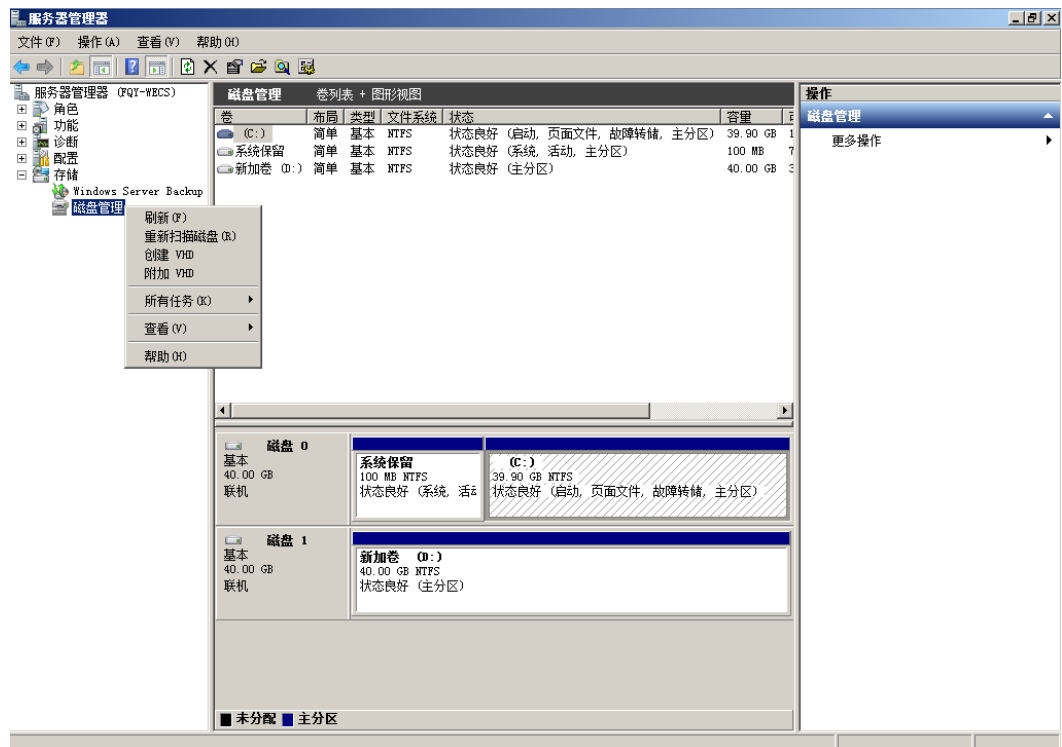 服务器管理器
文件(F) 操作(A) 查看(V) 帮助(H)
服务器管理器 (FQY-WECS)
角色
功能
诊断
配置
存储
Windows Server Backup
磁盘管理
刷新(F)
重新扫描磁盘(R)
创建 VHD
附加 VHD
所有任务(K)
查看(V)
帮助(H)
磁盘管理 卷列表 + 图形视图
卷 布局 类型 文件系统 状态 容量
(C:) 简单 基本 NTFS 状态良好 (启动, 页面文件, 故障转储, 主分区) 39.90 GB 1
系统保留 简单 基本 NTFS 状态良好 (系统, 活动, 主分区) 100 MB 7
新加卷 (D:) 简单 基本 NTFS 状态良好 (主分区) 40.00 GB 3
磁盘 0
基本
40.00 GB
联机
系统保留
100 MB NTFS
状态良好 (系统, 活
(C:)
39.90 GB NTFS
状态良好 (启动, 页面文件, 故障转储, 主分区)
磁盘 1
基本
40.00 GB
联机
新加卷 (D:)
40.00 GB NTFS
状态良好 (主分区)
未分配 主分区
操作
磁盘管理
更多操作